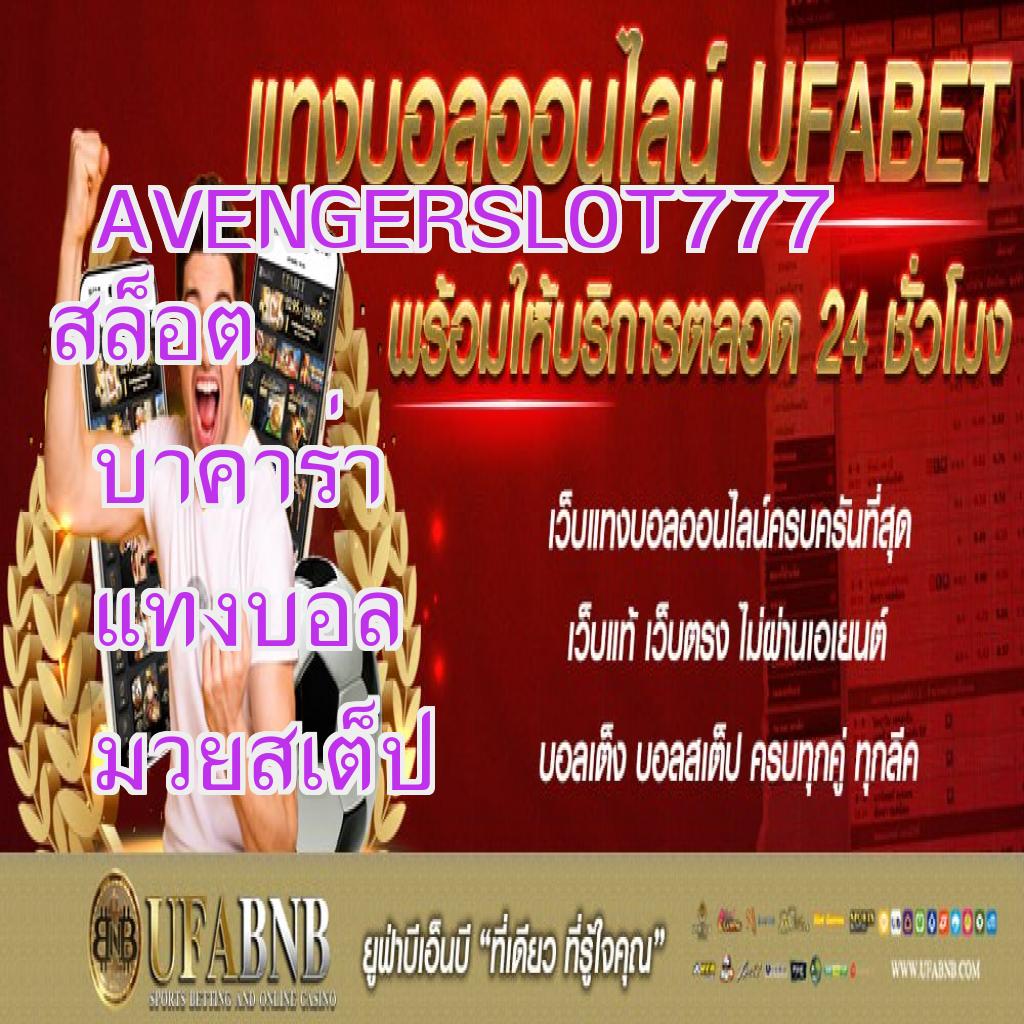 แทงบอลออนไลน์ UFABET
AVENGERSLOT777
สล็อต
พร้อมให้บริการตลอด 24 ชั่วโมง
บาคาร่า
เว็บแทงบอลออนไลน์ครบครันที่สุด
แทงบอล
เว็บแท้ เว็บตรง ไม่ผ่านเอเยนต์
มวยสเต็ป
บอลเต็ง บอลสเต็ป ครบทุกคู่ ทุกลีค
BNB UFABNB
SPORTS BETTING AND ONLINE CASINO
ยูฟ่าบีเอ็นบี “ที่เดียว ที่รู้ใจคุณ”
WWW.UFABNB.COM